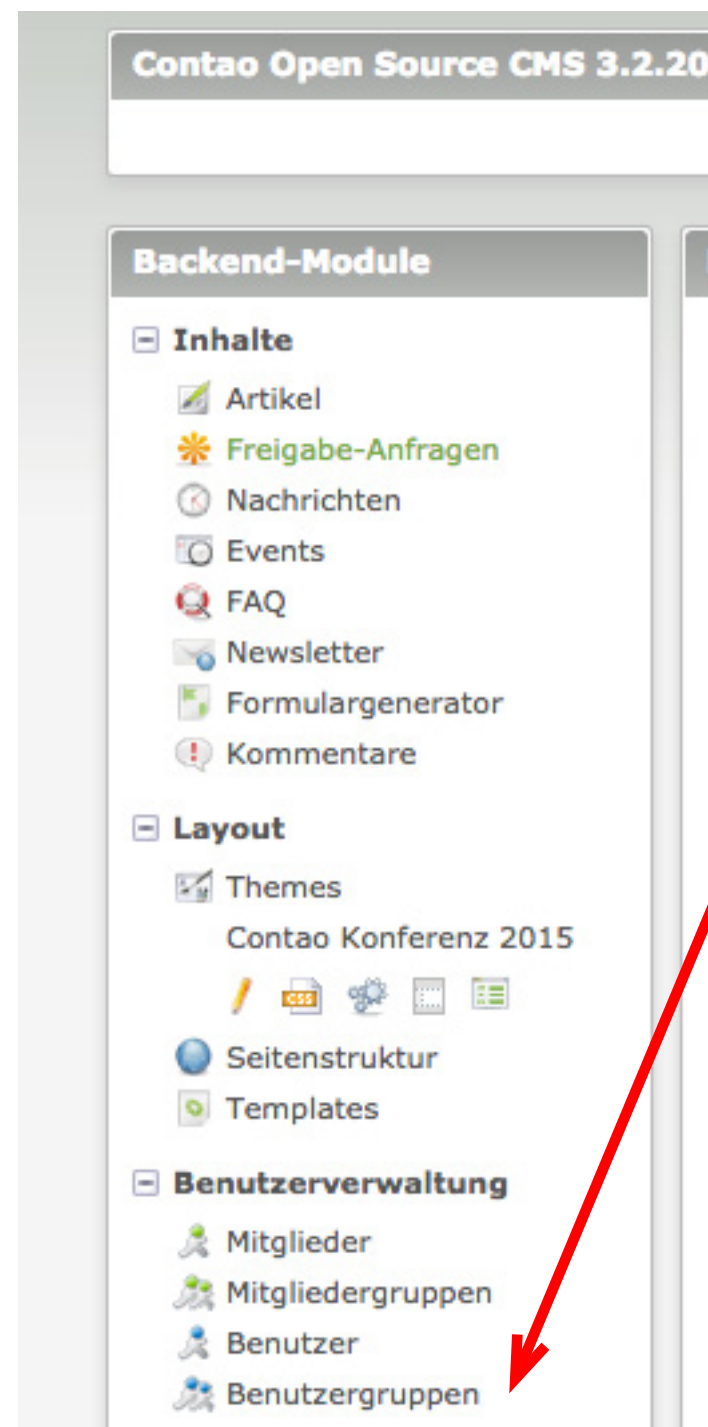 Contao Open Source CMS 3.2.20
Backend-Module
Inhalte
Artikel
Freigabe-Anfragen
Nachrichten
Events
FAQ
Newsletter
Formulargenerator
Kommentare
Layout
Themes
Contao Konferenz 2015
CSS
Seitenstruktur
Templates
Benutzerverwaltung
Mitglieder
Mitgliedergruppen
Benutzer
Benutzergruppen